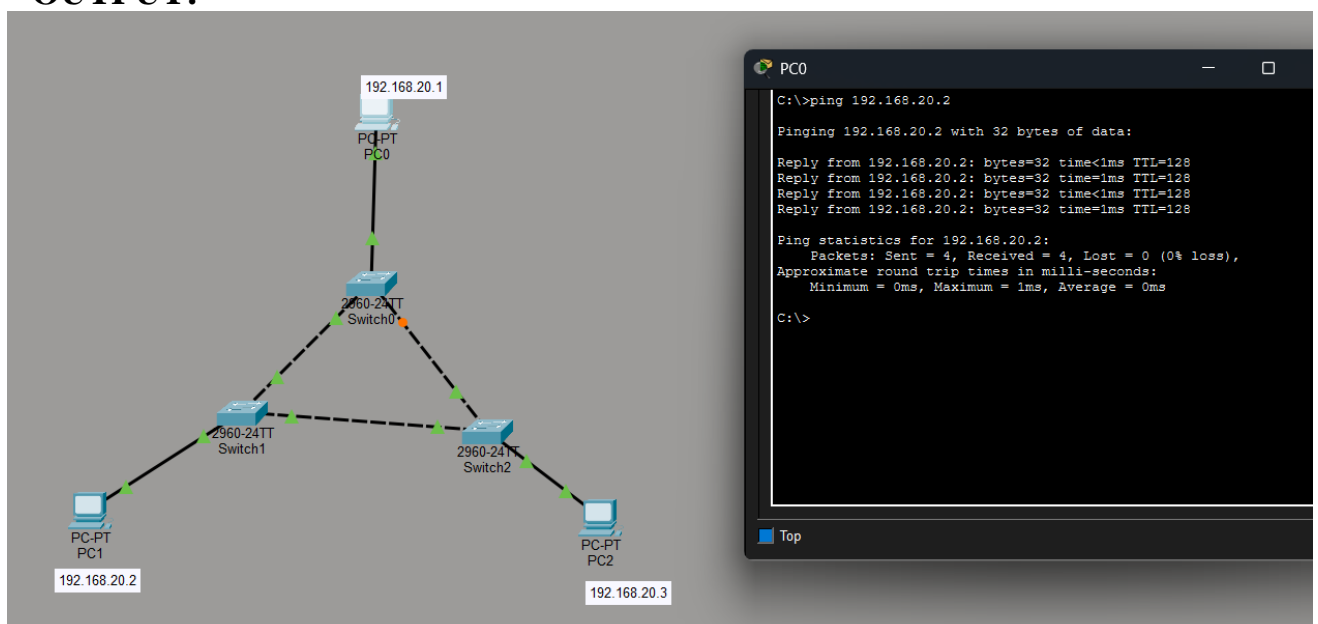 OUTPUT:
192.168.20.1
PC-PT
PC0
2960-24TT
Switch0
2960-24TT
Switch1
2960-24TT
Switch2
PC-PT
PC1
192.168.20.2
PC-PT
PC2
192.168.20.3
PC0
C:\>ping 192.168.20.2
Pinging 192.168.20.2 with 32 bytes of data:
Reply from 192.168.20.2: bytes=32 time<1ms TTL=128
Reply from 192.168.20.2: bytes=32 time=1ms TTL=128
Reply from 192.168.20.2: bytes=32 time<1ms TTL=128
Reply from 192.168.20.2: bytes=32 time=1ms TTL=128
Ping statistics for 192.168.20.2:
Packets: Sent = 4, Received = 4, Lost = 0 (0% loss),
Approximate round trip times in milli-seconds:
Minimum = 0ms, Maximum = 1ms, Average = 0ms
C:\>
Top